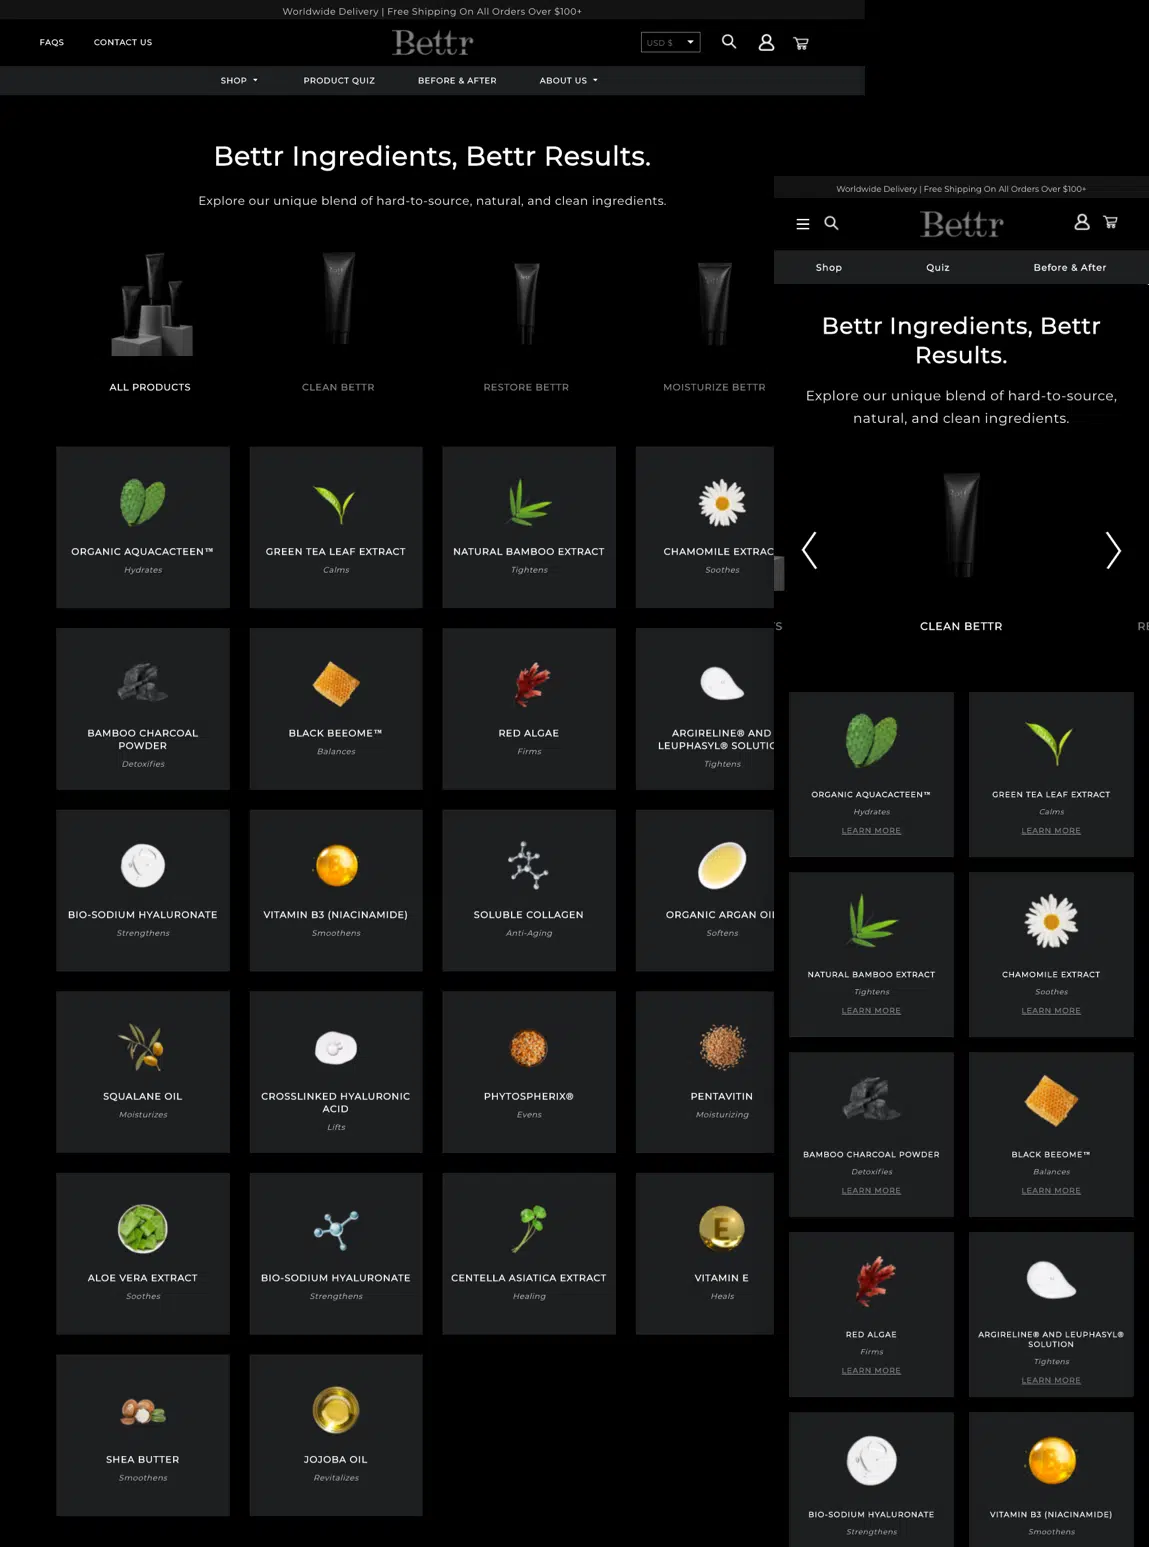 Worldwide Delivery | Free Shipping On All Orders Over $100+
FAQS
CONTACT US
Bettr
USD $
SHOP
PRODUCT QUIZ
BEFORE & AFTER
ABOUT US
Bettr Ingredients, Bettr Results.
Explore our unique blend of hard-to-source, natural, and clean ingredients.
ALL PRODUCTS
CLEAN BETTR
RESTORE BETTR
MOISTURIZE BETTR
ORGANIC AQUACACTEEN™
Hydrates
GREEN TEA LEAF EXTRACT
Calms
NATURAL BAMBOO EXTRACT
Tightens
CHAMOMILE EXTRAC
Soothes
BAMBOO CHARCOAL
POWDER
Detoxifies
BLACK BEEOME™
Balances
RED ALGAE
Firms
ARGIRELINE® AND
LEUPHASYL® SOLUTIO
Tightens
BIO-SODIUM HYALURONATE
Strengthens
VITAMIN B3 (NIACINAMIDE)
Smoothens
SOLUBLE COLLAGEN
Anti-Aging
ORGANIC ARGAN OIL
Softens
SQUALANE OIL
Moisturizes
CROSSLINKED HYALURONIC
ACID
Lifts
PHYTOSPHERIX®
Evens
PENTAVITIN
Moisturizing
ALOE VERA EXTRACT
Soothes
BIO-SODIUM HYALURONATE
Strengthens
CENTELLA ASIATICA EXTRACT
Healing
E
VITAMIN E
Heals
SHEA BUTTER
Smoothens
JOJOBA OIL
Revitalizes
Worldwide Delivery | Free Shipping On All Orders Over $100+
Bettr
Shop
Quiz
Before & After
Bettr Ingredients, Bettr
Results.
Explore our unique blend of hard-to-source,
natural, and clean ingredients.
TS
CLEAN BETTR
RE
ORGANIC AQUACACTEEN™
Hydrates
LEARN MORE
GREEN TEA LEAF EXTRACT
Calms
LEARN MORE
NATURAL BAMBOO EXTRACT
Tightens
LEARN MORE
CHAMOMILE EXTRACT
Soothes
LEARN MORE
BAMBOO CHARCOAL POWDER
Detoxifies
LEARN MORE
BLACK BEEOME™
Balances
LEARN MORE
RED ALGAE
Firms
LEARN MORE
ARGIRELINE® AND LEUPHASYL®
SOLUTION
Tightens
LEARN MORE
BIO-SODIUM HYALURONATE
Strengthens
VITAMIN B3 (NIACINAMIDE)
Smoothens